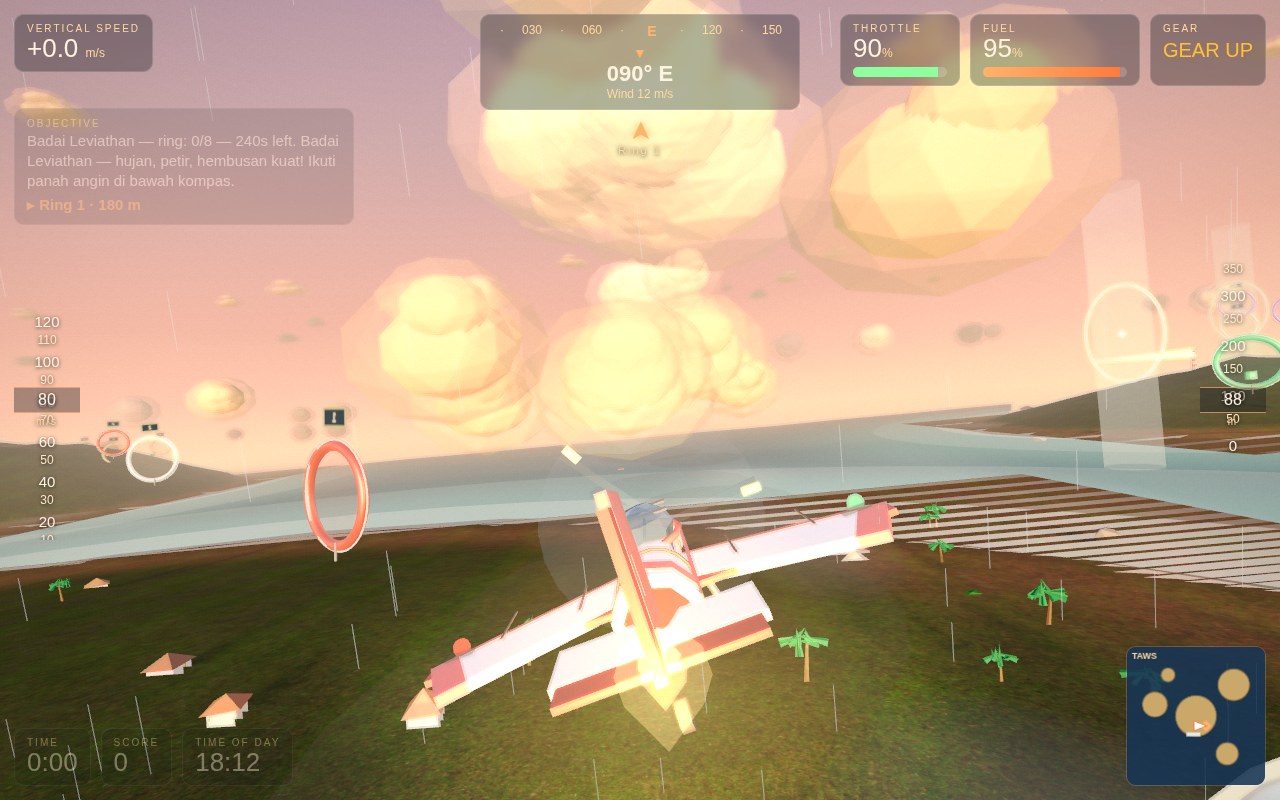 VERTICAL SPEED
+0.0 m/s
· 030 · 060 · E · 120 · 150
090° E
Wind 12 m/s
THROTTLE
90%
FUEL
95%
GEAR
GEAR UP
OBJECTIVE
Badai Leviathan — ring: 0/8 — 240s left. Badai
Leviathan — hujan, petir, hembusan kuat! Ikuti
panah angin di bawah kompas.
▸ Ring 1 · 180 m
Ring 1
120
110
100
90
80
70
m/s
60
50
40
30
20
10
350
300
250
200
150
100
88
50
m
0
TAWS
TIME
0:00
SCORE
0
TIME OF DAY
18:12